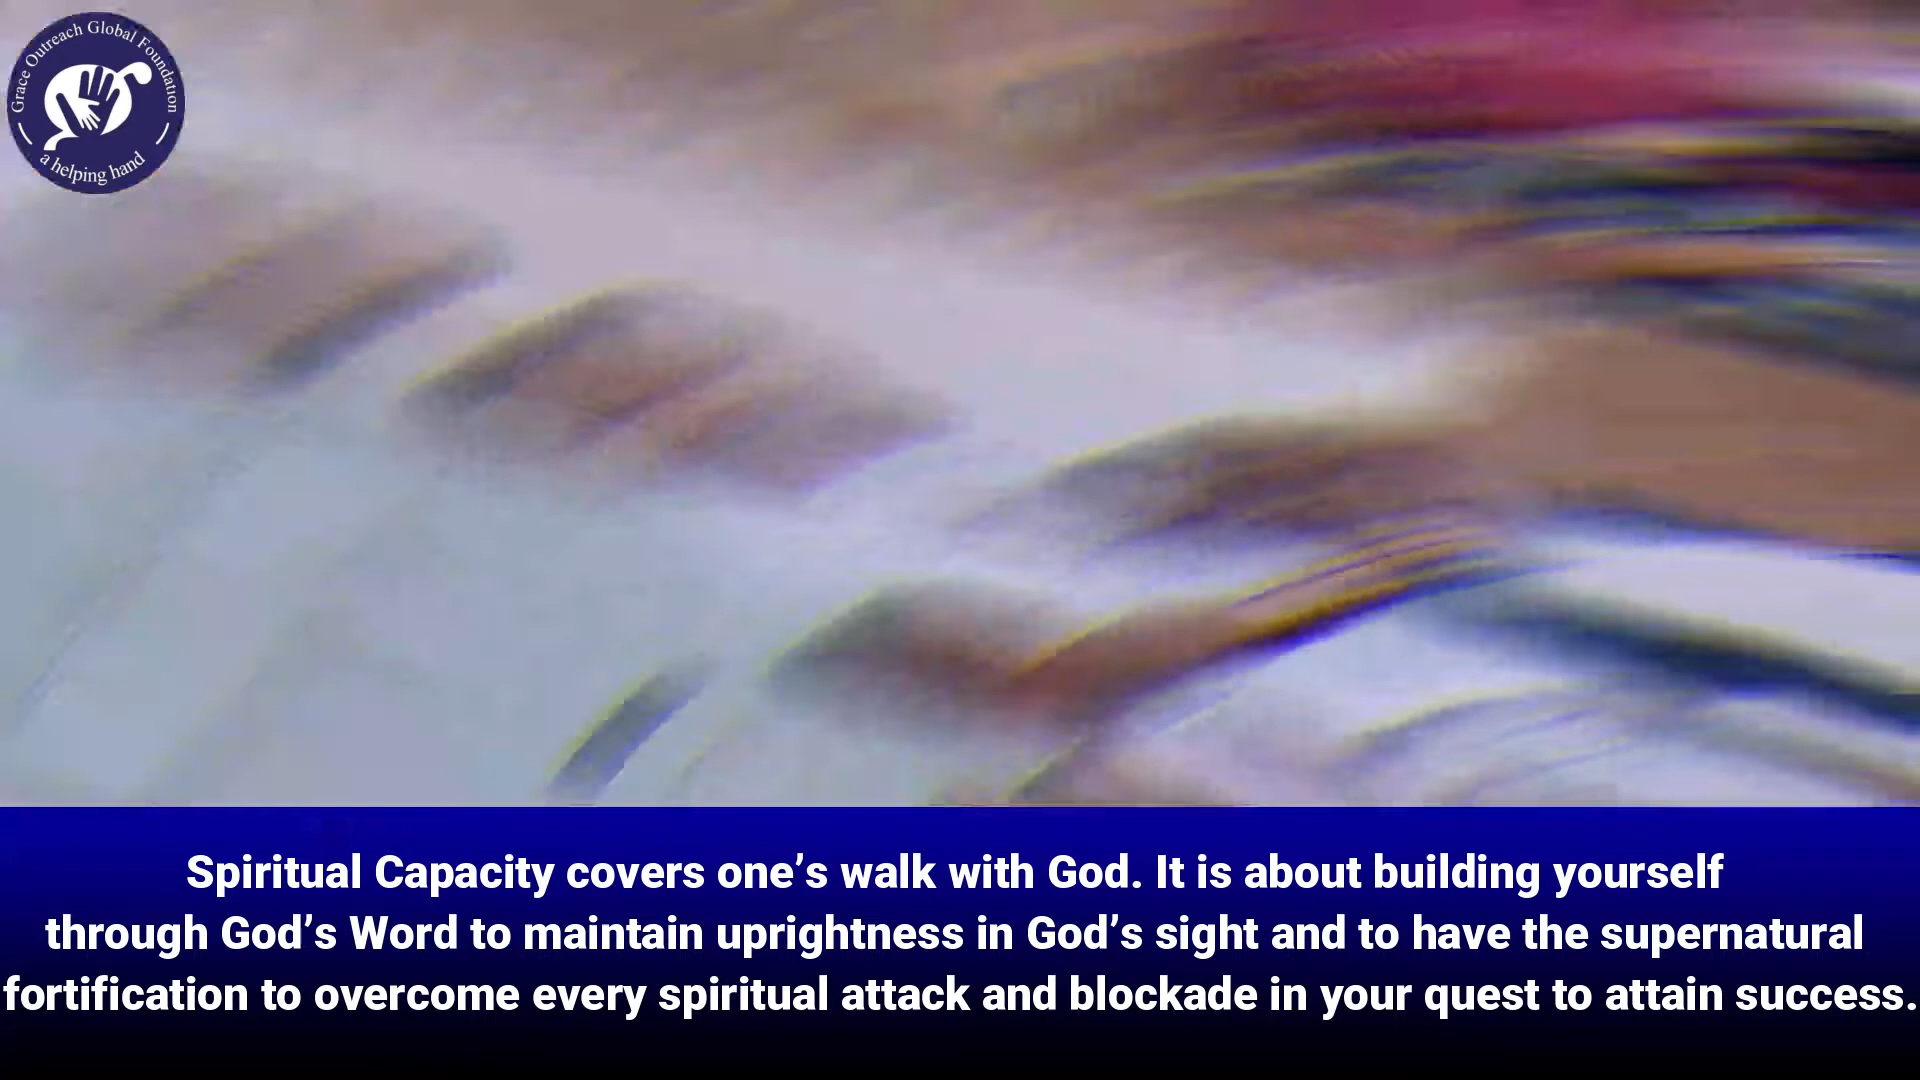 Grace Outreach Global Foundation
a helping hand
Spiritual Capacity covers one’s walk with God. It is about building yourself
through God’s Word to maintain uprightness in God’s sight and to have the supernatural
fortification to overcome every spiritual attack and blockade in your quest to attain success.